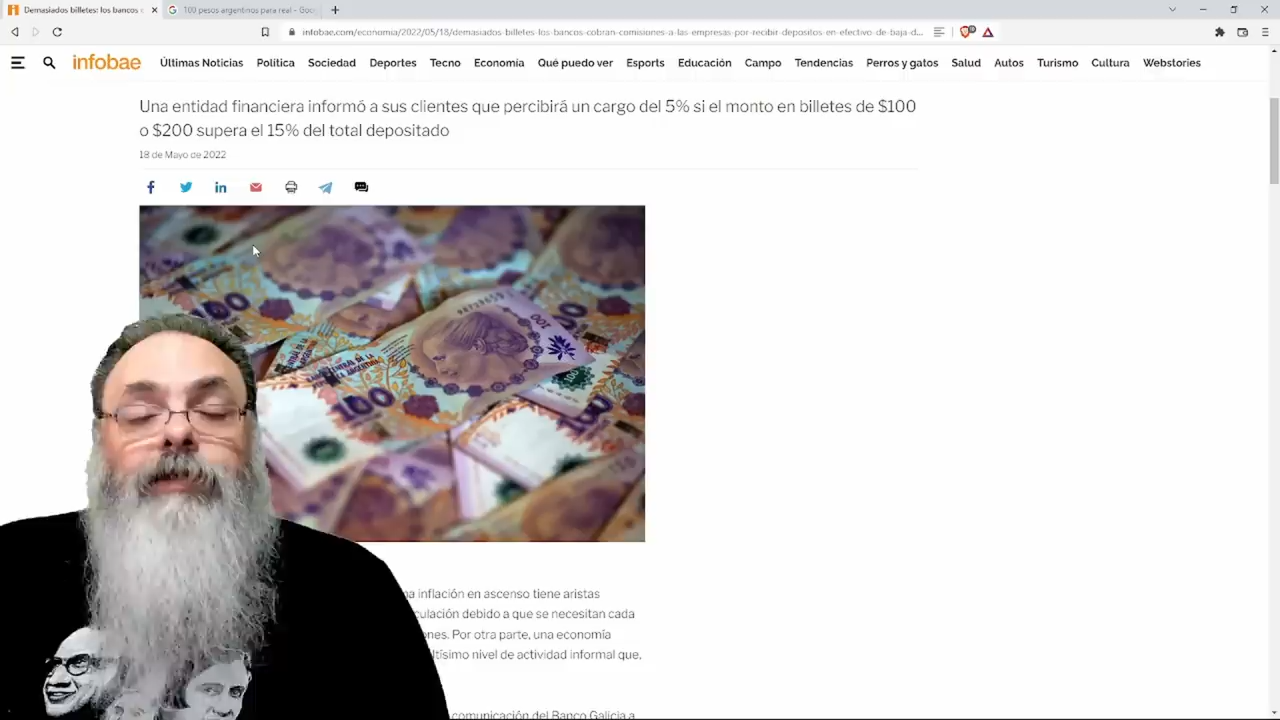 Demasiados billetes: los bancos
100 pesos argentinos para real - Goo
infobae.com/economia/2022/05/18/demasiados-billetes-los-bancos-cobran-comisiones-a-las-empresas-por-recibir-depositos-en-efectivo-de-baja-d...
infobae
Últimas Noticias
Política
Sociedad
Deportes
Tecno
Economía
Qué puedo ver
Esports
Educación
Campo
Tendencias
Perros y gatos
Salud
Autos
Turismo
Cultura
Webstories
Una entidad financiera informó a sus clientes que percibirá un cargo del 5% si el monto en billetes de $100
o $200 supera el 15% del total depositado
18 de Mayo de 2022
100
100
100
inflación en ascenso tiene aristas
debido a que se necesitan cada
Por otra parte, una economía
nivel de actividad informal que,
comunicación del Banco Galicia a